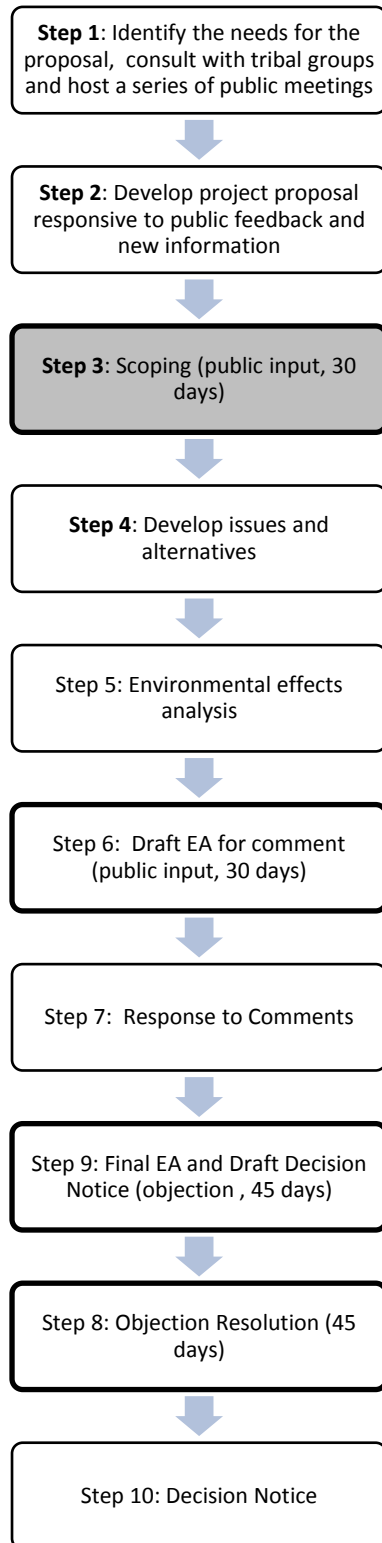 Step 1: Identify the needs for the
proposal, consult with tribal groups
and host a series of public meetings
Step 2: Develop project proposal
responsive to public feedback and
new information
Step 3: Scoping (public input, 30
days)
Step 4: Develop issues and
alternatives
Step 5: Environmental effects
analysis
Step 6: Draft EA for comment
(public input, 30 days)
Step 7: Response to Comments
Step 9: Final EA and Draft Decision
Notice (objection , 45 days)
Step 8: Objection Resolution (45
days)
Step 10: Decision Notice